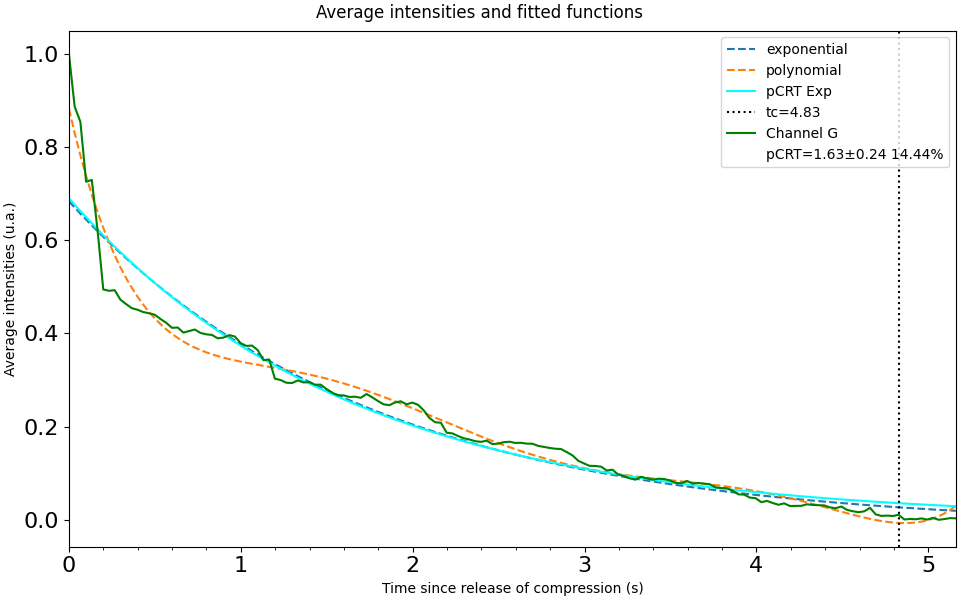 Average intensities and fitted functions
exponential
polynomial
pCRT Exp
tc=4.83
Channel G
pCRT=1.63±0.24 14.44%
Average intensities (u.a.)
1.0
0.8
0.6
0.4
0.2
0.0
0 1 2 3 4 5
Time since release of compression (s)